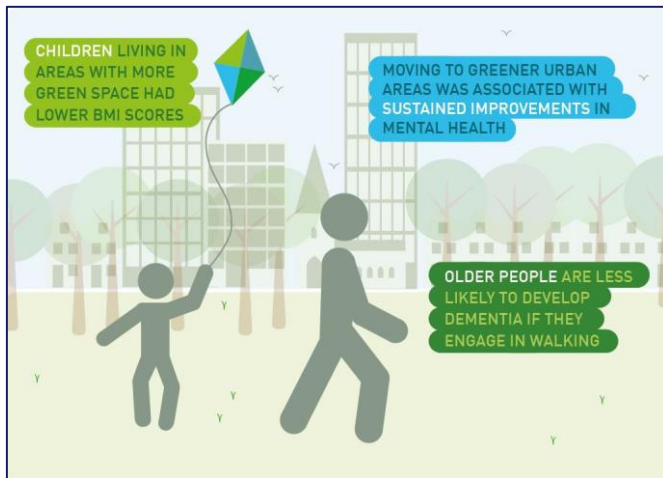 CHILDREN LIVING IN
AREAS WITH MORE
GREEN SPACE HAD
LOWER BMI SCORES
MOVING TO GREENER URBAN
AREAS WAS ASSOCIATED WITH
SUSTAINED IMPROVEMENTS IN
MENTAL HEALTH
OLDER PEOPLE ARE LESS
LIKELY TO DEVELOP
DEMENTIA IF THEY
ENGAGE IN WALKING